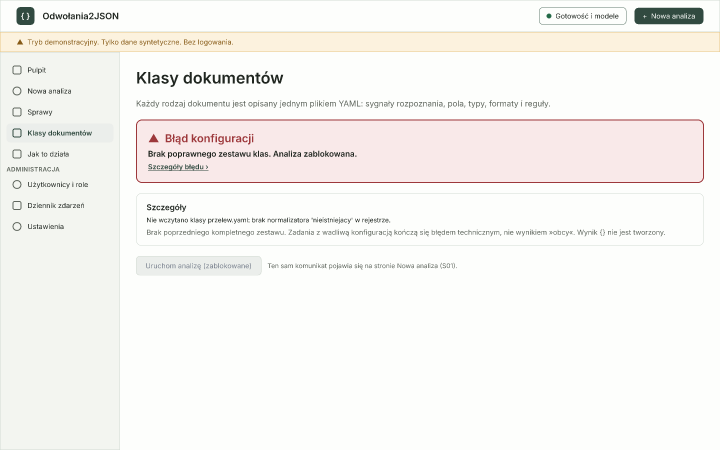 { } Odwołania2JSON
Gotowość i modele
+ Nowa analiza
Tryb demonstracyjny. Tylko dane syntetyczne. Bez logowania.
Pulpit
Nowa analiza
Sprawy
Klasy dokumentów
Jak to działa
ADMINISTRACJA
Użytkownicy i role
Dziennik zdarzeń
Ustawienia
Klasy dokumentów
Każdy rodzaj dokumentu jest opisany jednym plikiem YAML: sygnały rozpoznania, pola, typy, formaty i reguły.
Błąd konfiguracji
Brak poprawnego zestawu klas. Analiza zablokowana.
Szczegóły błędu ›
Szczegóły
Nie wczytano klasy przelew.yaml: brak normalizatora 'nieistniejacy' w rejestrze.
Brak poprzedniego kompletnego zestawu. Zadania z wadliwą konfiguracją kończą się błędem technicznym, nie wynikiem »obcy«. Wynik {} nie jest tworzony.
Uruchom analizę (zablokowane)
Ten sam komunikat pojawia się na stronie Nowa analiza (S01).